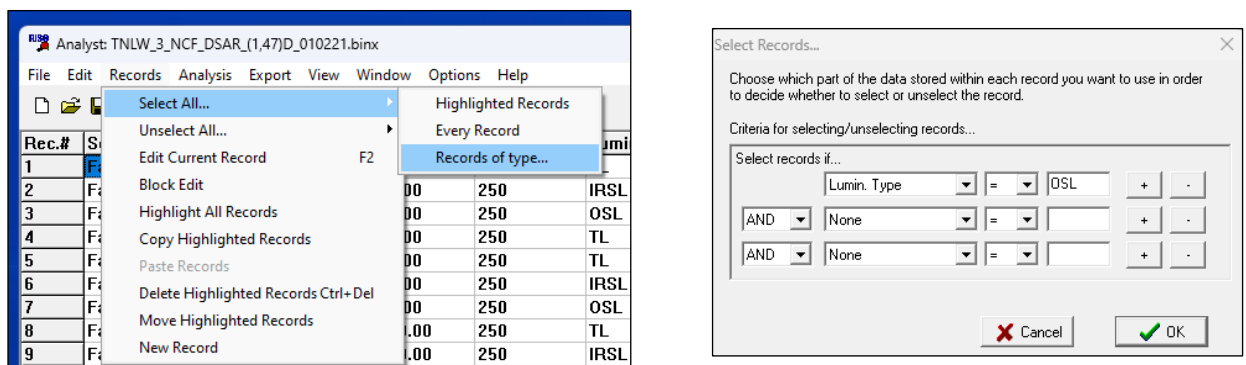 Analyst: TNLW_3_NCF_DSAR_(1,47)D_010221.binx
File Edit Records Analysis Export View Window Options Help
Select All...
Unselect All...
Edit Current Record F2
Block Edit
Highlight All Records
Copy Highlighted Records
Paste Records
Delete Highlighted Records Ctrl+Del
Move Highlighted Records
New Record
Highlighted Records
Every Record
Records of type...
Rec.#
1
2 00 250 IRSL
3 00 250 OSL
4 00 250 TL
5 00 250 TL
6 00 250 IRSL
7 00 250 OSL
8 .00 250 TL
9 .00 250 IRSL
Select Records...
Choose which part of the data stored within each record you want to use in order
to decide whether to select or unselect the record.
Criteria for selecting/unselecting records...
Select records if...
Lumin. Type = OSL + -
AND None = + -
AND None = + -
Cancel OK